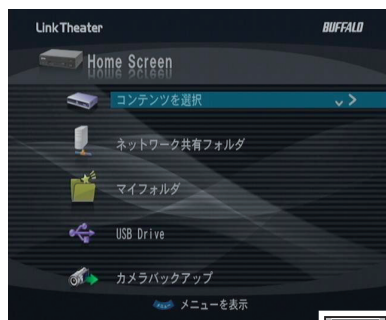 LinkTheater
BUFFALO
Home Screen
コンテンツを選択
ネットワーク共有フォルダ
マイフォルダ
USB Drive
カメラバックアップ
メニューを表示